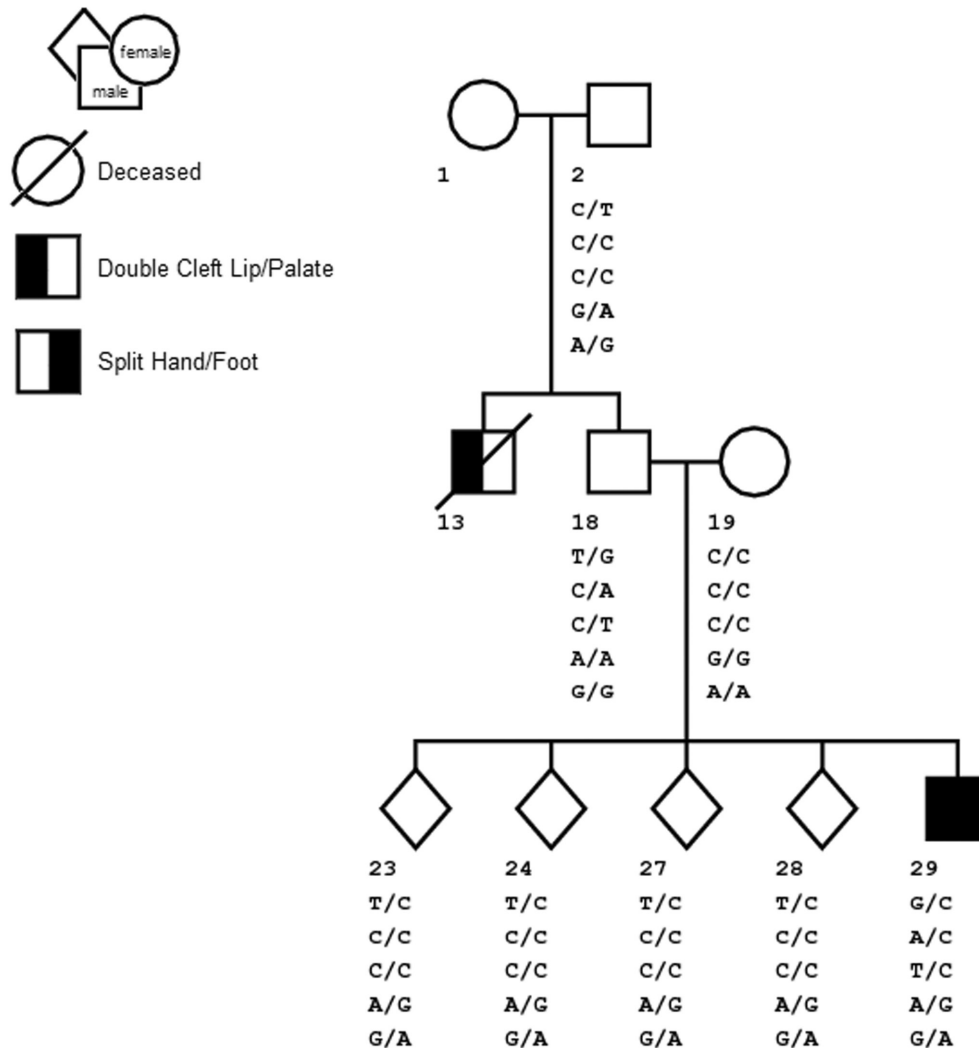 female
male
Deceased
Double Cleft Lip/Palate
Split Hand/Foot
1 2
C/T
C/C
C/C
G/A
A/G
13 18 19
T/G C/C
C/A C/C
C/T C/C
A/A G/G
G/G A/A
23 24 27 28 29
T/C T/C T/C T/C G/C
C/C C/C C/C C/C A/C
C/C C/C C/C C/C T/C
A/G A/G A/G A/G A/G
G/A G/A G/A G/A G/A